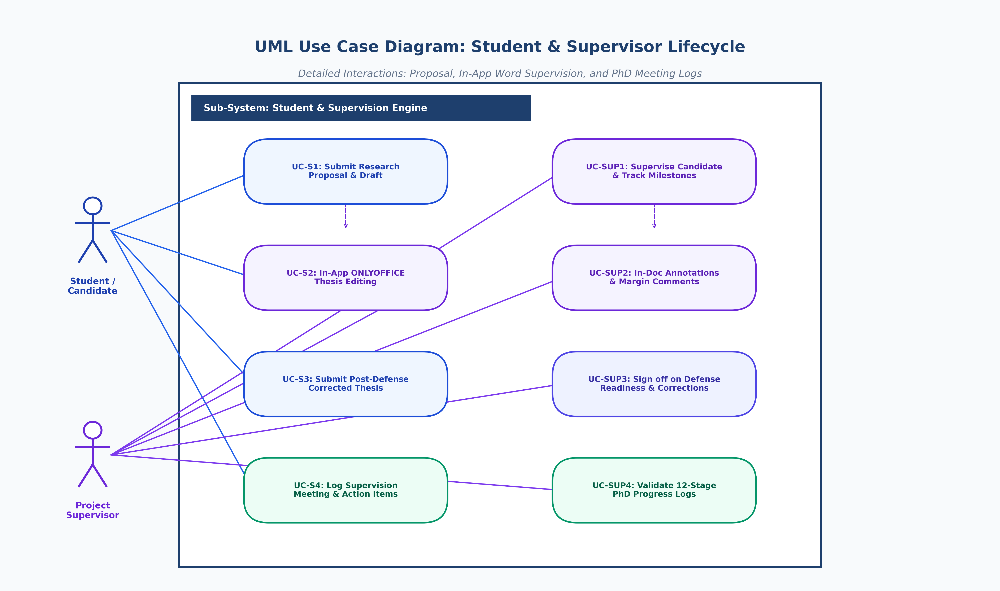 UML Use Case Diagram: Student & Supervisor Lifecycle
Detailed Interactions: Proposal, In-App Word Supervision, and PhD Meeting Logs
Sub-System: Student & Supervision Engine
UC-S1: Submit Research
Proposal & Draft
UC-SUP1: Supervise Candidate
& Track Milestones
Student /
Candidate
UC-S2: In-App ONLYOFFICE
Thesis Editing
UC-SUP2: In-Doc Annotations
& Margin Comments
UC-S3: Submit Post-Defense
Corrected Thesis
UC-SUP3: Sign off on Defense
Readiness & Corrections
Project
Supervisor
UC-S4: Log Supervision
Meeting & Action Items
UC-SUP4: Validate 12-Stage
PhD Progress Logs